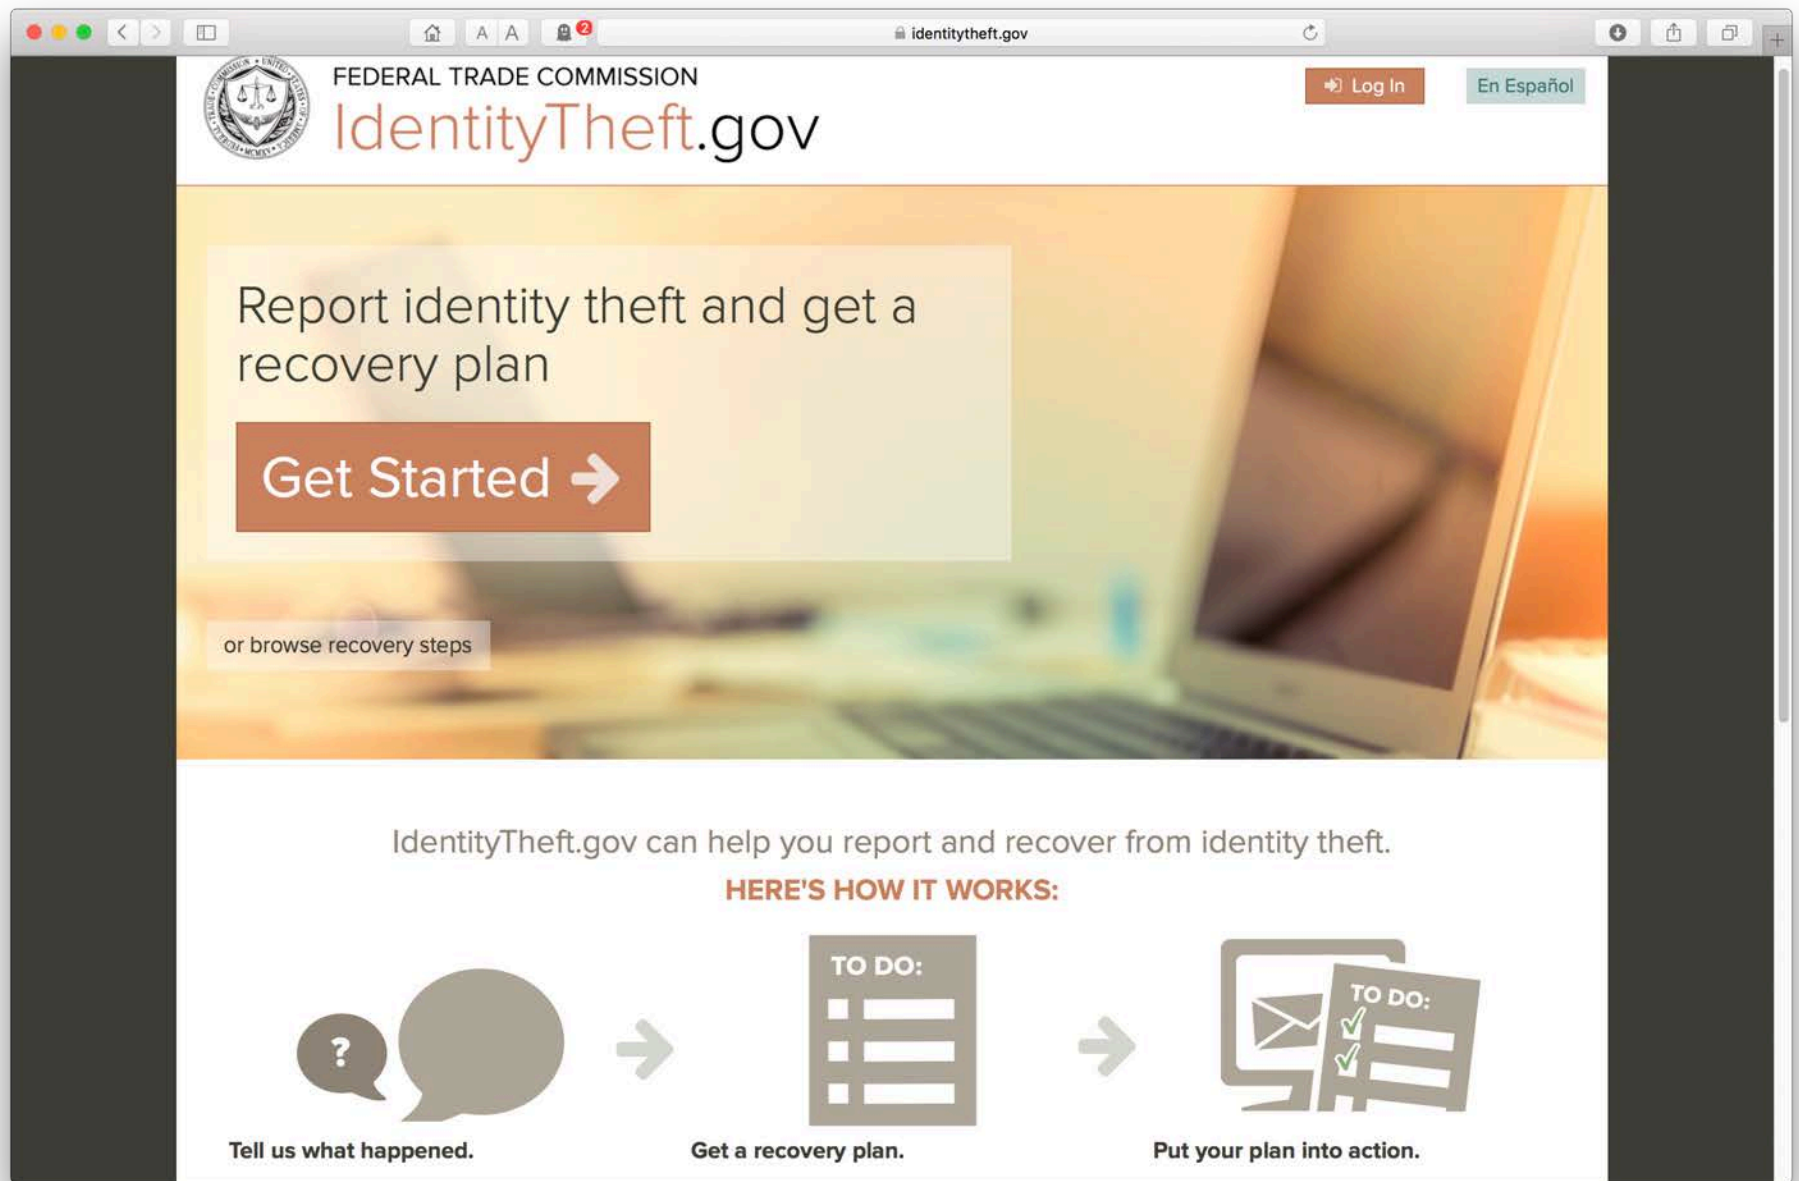 A A
2
identitytheft.gov
FEDERAL TRADE COMMISSION
IdentityTheft.gov
Log In
En Español
Report identity theft and get a
recovery plan
Get Started
or browse recovery steps
IdentityTheft.gov can help you report and recover from identity theft.
HERE'S HOW IT WORKS:
?
TO DO:
TO DO:
Tell us what happened.
Get a recovery plan.
Put your plan into action.